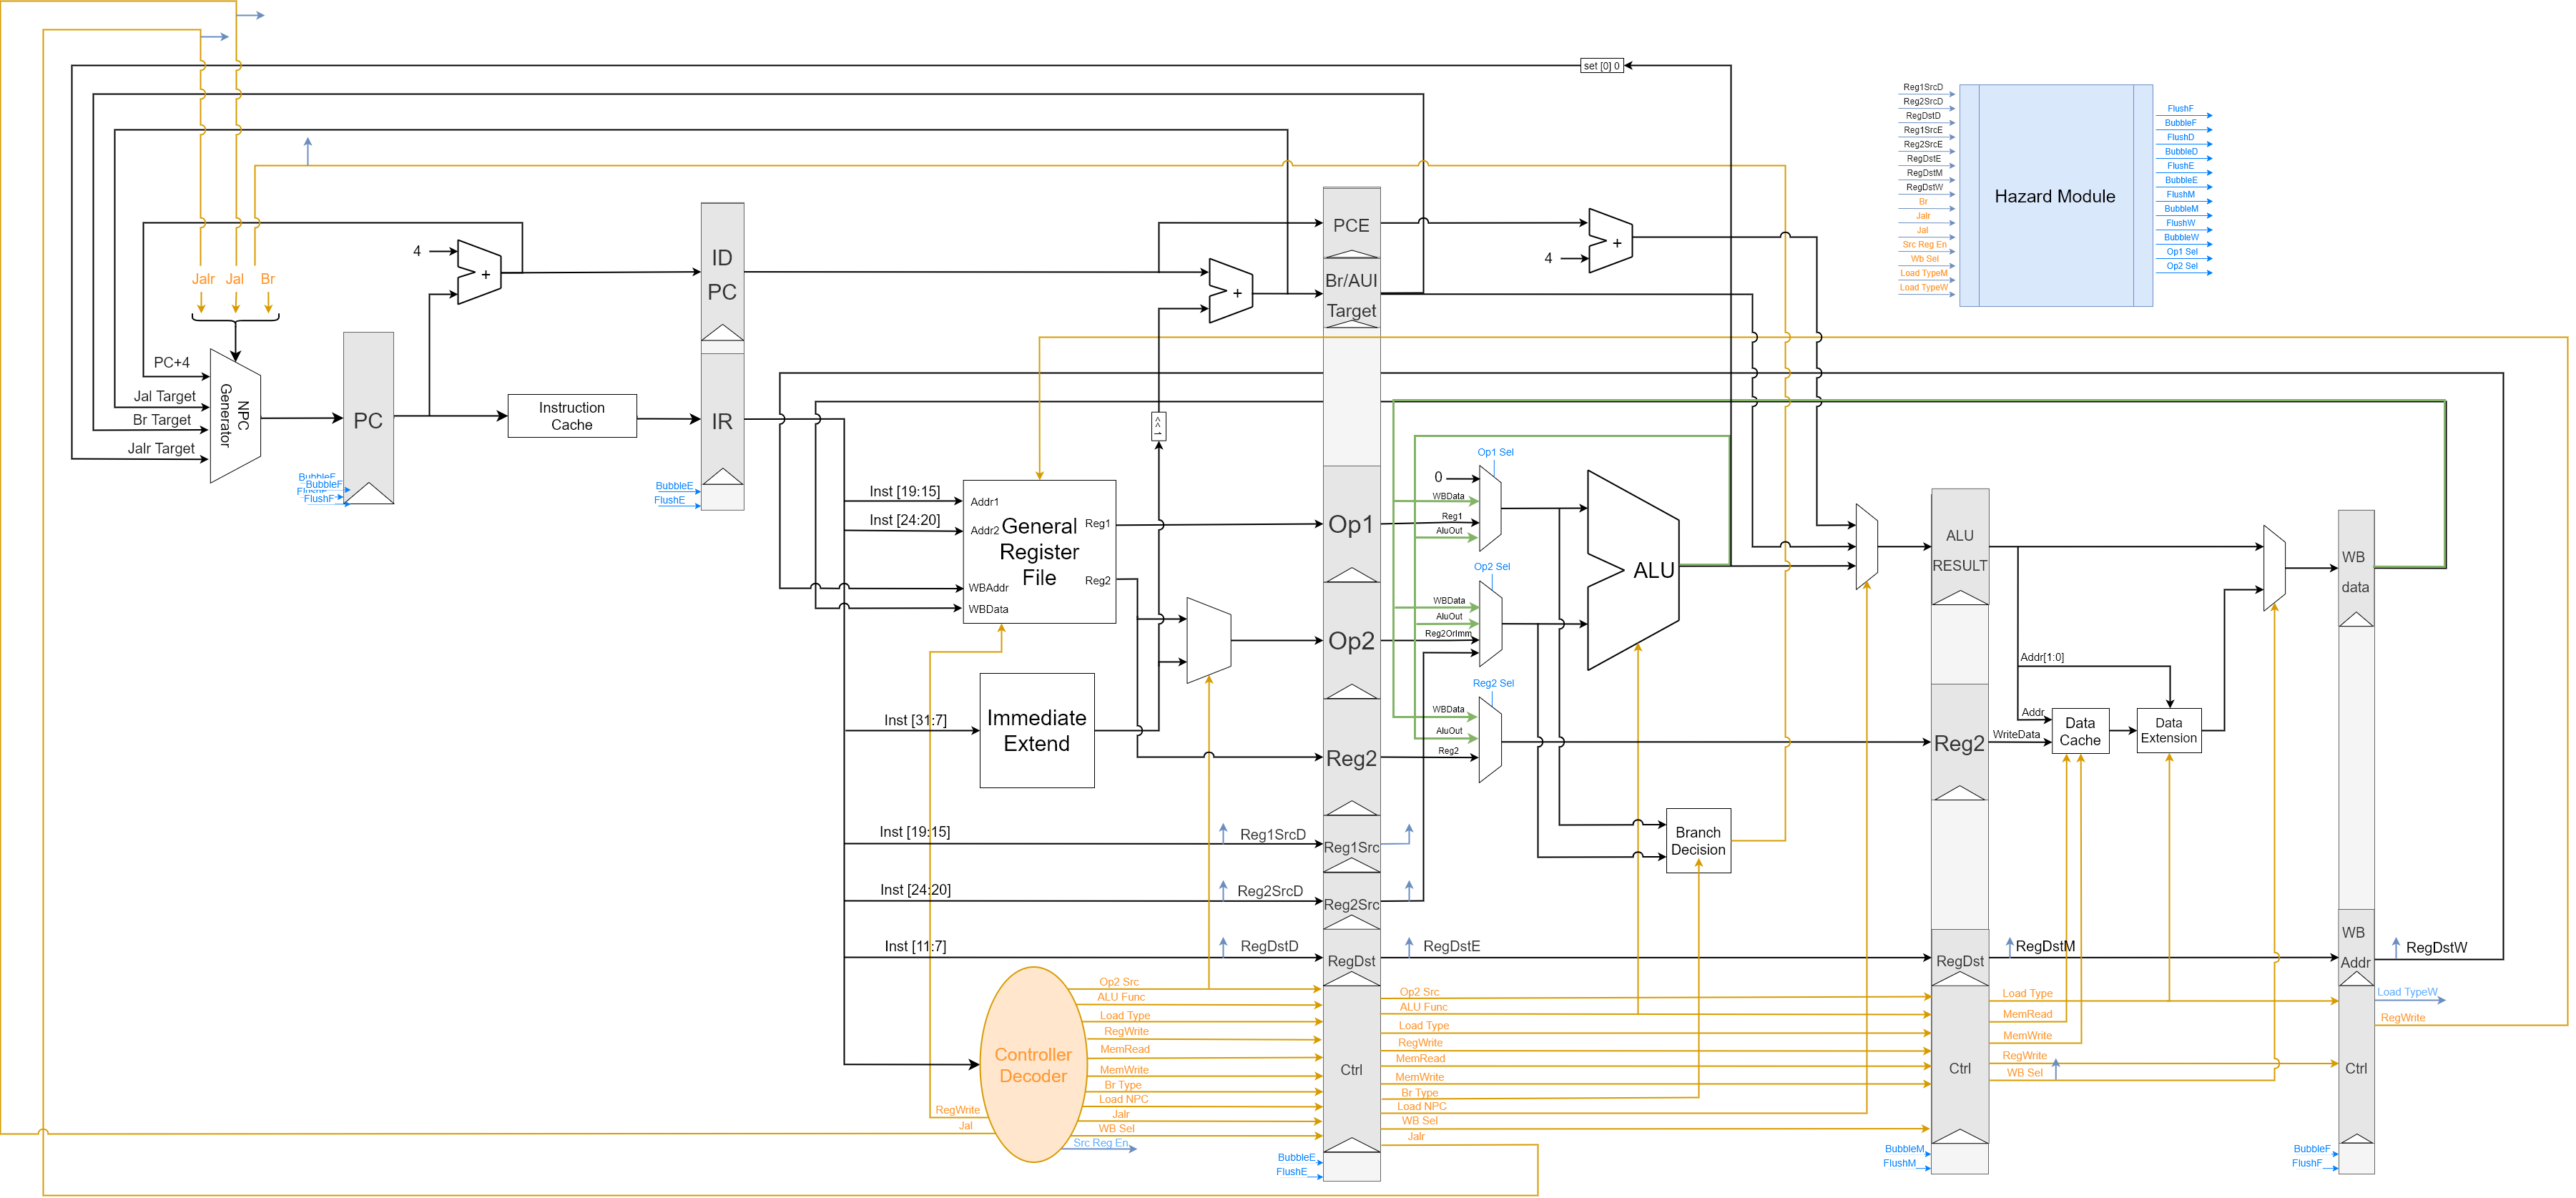 set [0] 0
Reg1SrcD
Reg2SrcD
RegDstD
Reg1SrcE
Reg2SrcE
RegDstE
RegDstM
RegDstW
Br
Jalr
Jal
Src Reg En
Wb Sel
Load TypeM
Load TypeW
Hazard Module
FlushF
BubbleF
FlushD
BubbleD
FlushE
BubbleE
FlushM
BubbleM
FlushW
BubbleW
Op1 Sel
Op2 Sel
Jalr
Jal
Br
4
+
ID
PC
+
PCE
Br/AUI
Target
4
+
PC+4
Jal Target
Br Target
Jalr Target
NPC
Generator
PC
BubbleF
FlushF
Instruction
Cache
IR
BubbleE
FlushE
<< 1
Inst [19:15]
Inst [24:20]
Addr1
Addr2
General
Register
File
Reg1
Reg2
WBAddr
WBData
Inst [31:7]
Immediate
Extend
Op1
Op2
Reg2
Op1 Sel
0
WBData
Reg1
AluOut
Op2 Sel
WBData
AluOut
Reg2OrImm
Reg2 Sel
WBData
AluOut
Reg2
ALU
Branch
Decision
ALU
RESULT
Reg2
Addr[1:0]
Addr
WriteData
Data
Cache
Data
Extension
WB
data
Inst [19:15]
Reg1SrcD
Reg1Src
Inst [24:20]
Reg2SrcD
Reg2Src
Inst [11:7]
RegDstD
RegDst
RegDstE
RegDst
RegDstM
WB
Addr
RegDstW
Controller
Decoder
RegWrite
Jal
Op2 Src
ALU Func
Load Type
RegWrite
MemRead
MemWrite
Br Type
Load NPC
Jalr
WB Sel
Src Reg En
Ctrl
BubbleE
FlushE
Op2 Src
ALU Func
Load Type
RegWrite
MemRead
MemWrite
Br Type
Load NPC
WB Sel
Jalr
Ctrl
BubbleM
FlushM
Load Type
MemRead
MemWrite
RegWrite
WB Sel
Ctrl
BubbleF
FlushF
Load TypeW
RegWrite